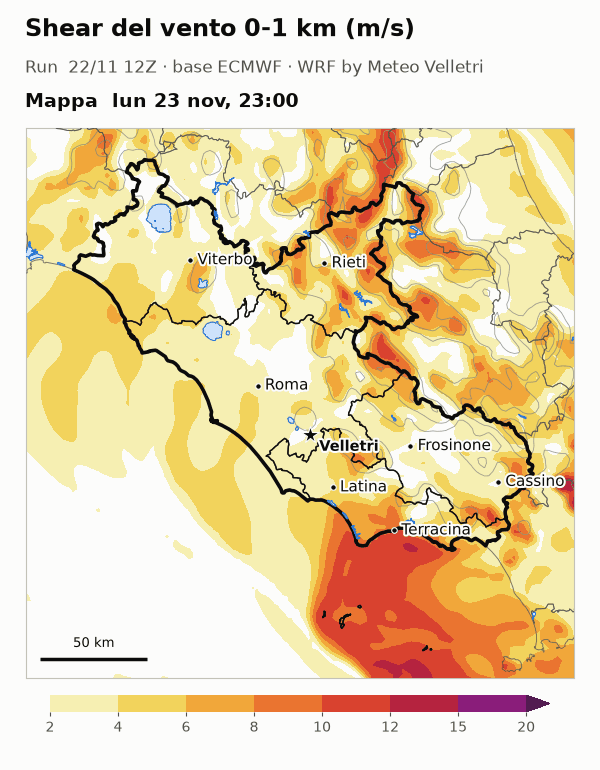 Shear del vento 0-1 km (m/s)
Run  22/11 12Z · base ECMWF · WRF by Meteo Velletri
Mappa  lun 23 nov, 23:00
Viterbo
Rieti
Roma
Velletri
Frosinone
Latina
Cassino
Terracina
50 km
2 4 6 8 10 12 15 20